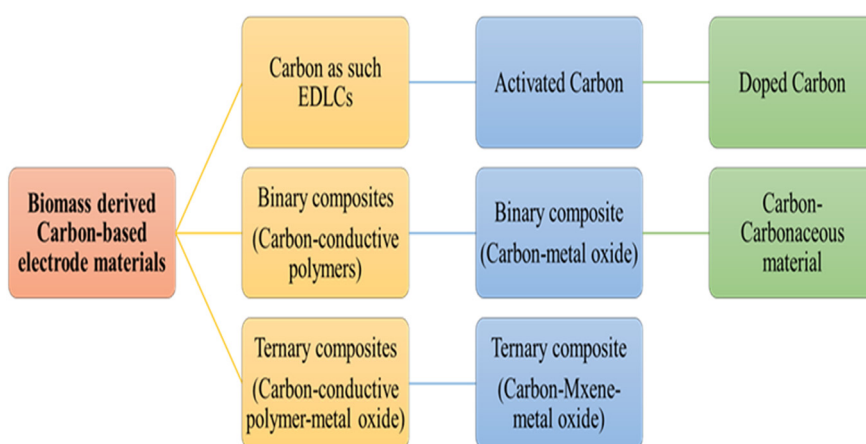 Biomass derived
Carbon-based
electrode materials
Carbon as such
EDLCs
Activated Carbon
Doped Carbon
Binary composites
(Carbon-conductive
polymers)
Binary composite
(Carbon-metal oxide)
Carbon-
Carbonaceous
material
Ternary composites
(Carbon-conductive
polymer-metal oxide)
Ternary composite
(Carbon-Mxene-
metal oxide)